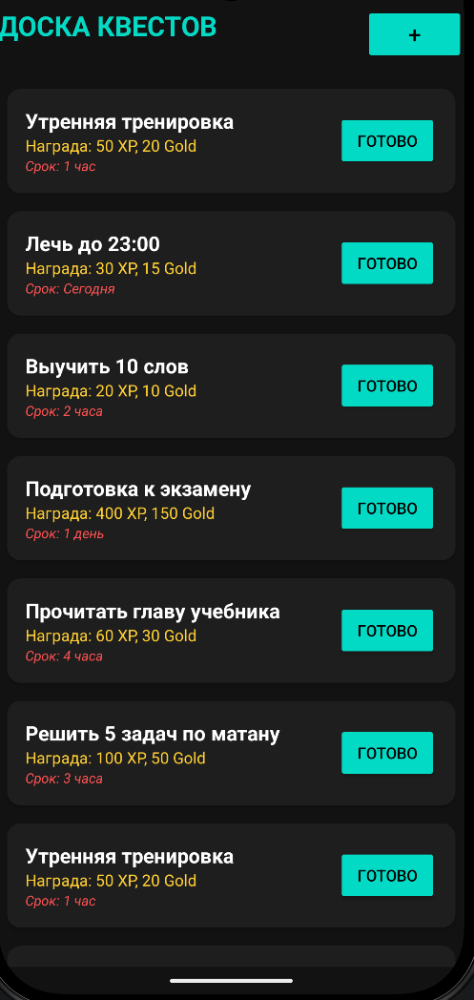 ДОСКА КВЕСТОВ
+
Утренняя тренировка
Награда: 50 XP, 20 Gold
Срок: 1 час
ГОТОВО
Лечь до 23:00
Награда: 30 XP, 15 Gold
Срок: Сегодня
ГОТОВО
Выучить 10 слов
Награда: 20 XP, 10 Gold
Срок: 2 часа
ГОТОВО
Подготовка к экзамену
Награда: 400 XP, 150 Gold
Срок: 1 день
ГОТОВО
Прочитать главу учебника
Награда: 60 XP, 30 Gold
Срок: 4 часа
ГОТОВО
Решить 5 задач по матану
Награда: 100 XP, 50 Gold
Срок: 3 часа
ГОТОВО
Утренняя тренировка
Награда: 50 XP, 20 Gold
Срок: 1 час
ГОТОВО